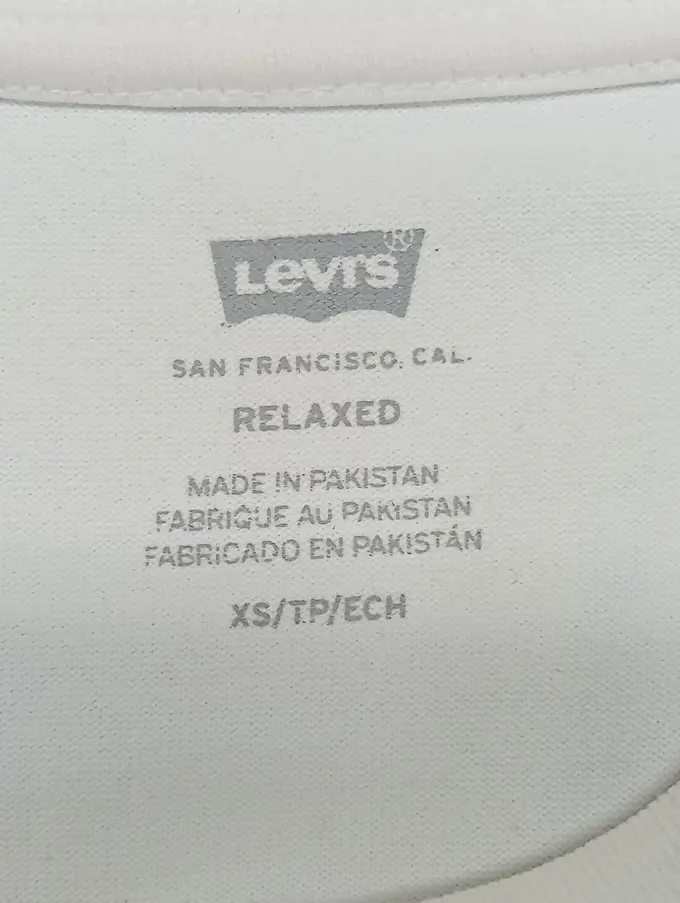 Levi's®
SAN FRANCISCO, CAL.
RELAXED
MADE IN PAKISTAN
FABRIQUE AU PAKISTAN
FABRICADO EN PAKISTÁN
XS/TP/ECH